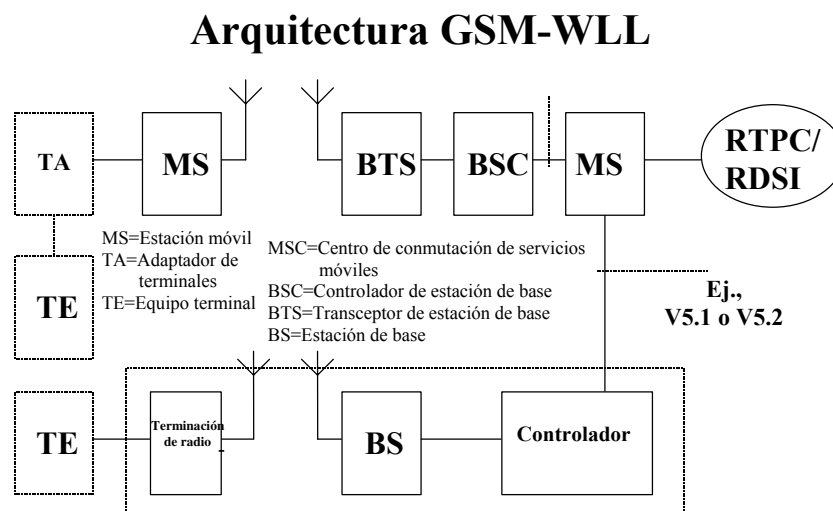 Arquitectura GSM-WLL
TA
MS
BTS
BSC
MS
RTPC/
RDSI
MS=Estación móvil
TA=Adaptador de
terminales
TE=Equipo terminal
MSC=Centro de conmutación de servicios
móviles
BSC=Controlador de estación de base
BTS=Transceptor de estación de base
BS=Estación de base
TE
Ej.,
V5.1 o V5.2
TE
Terminación
de radio
BS
Controlador